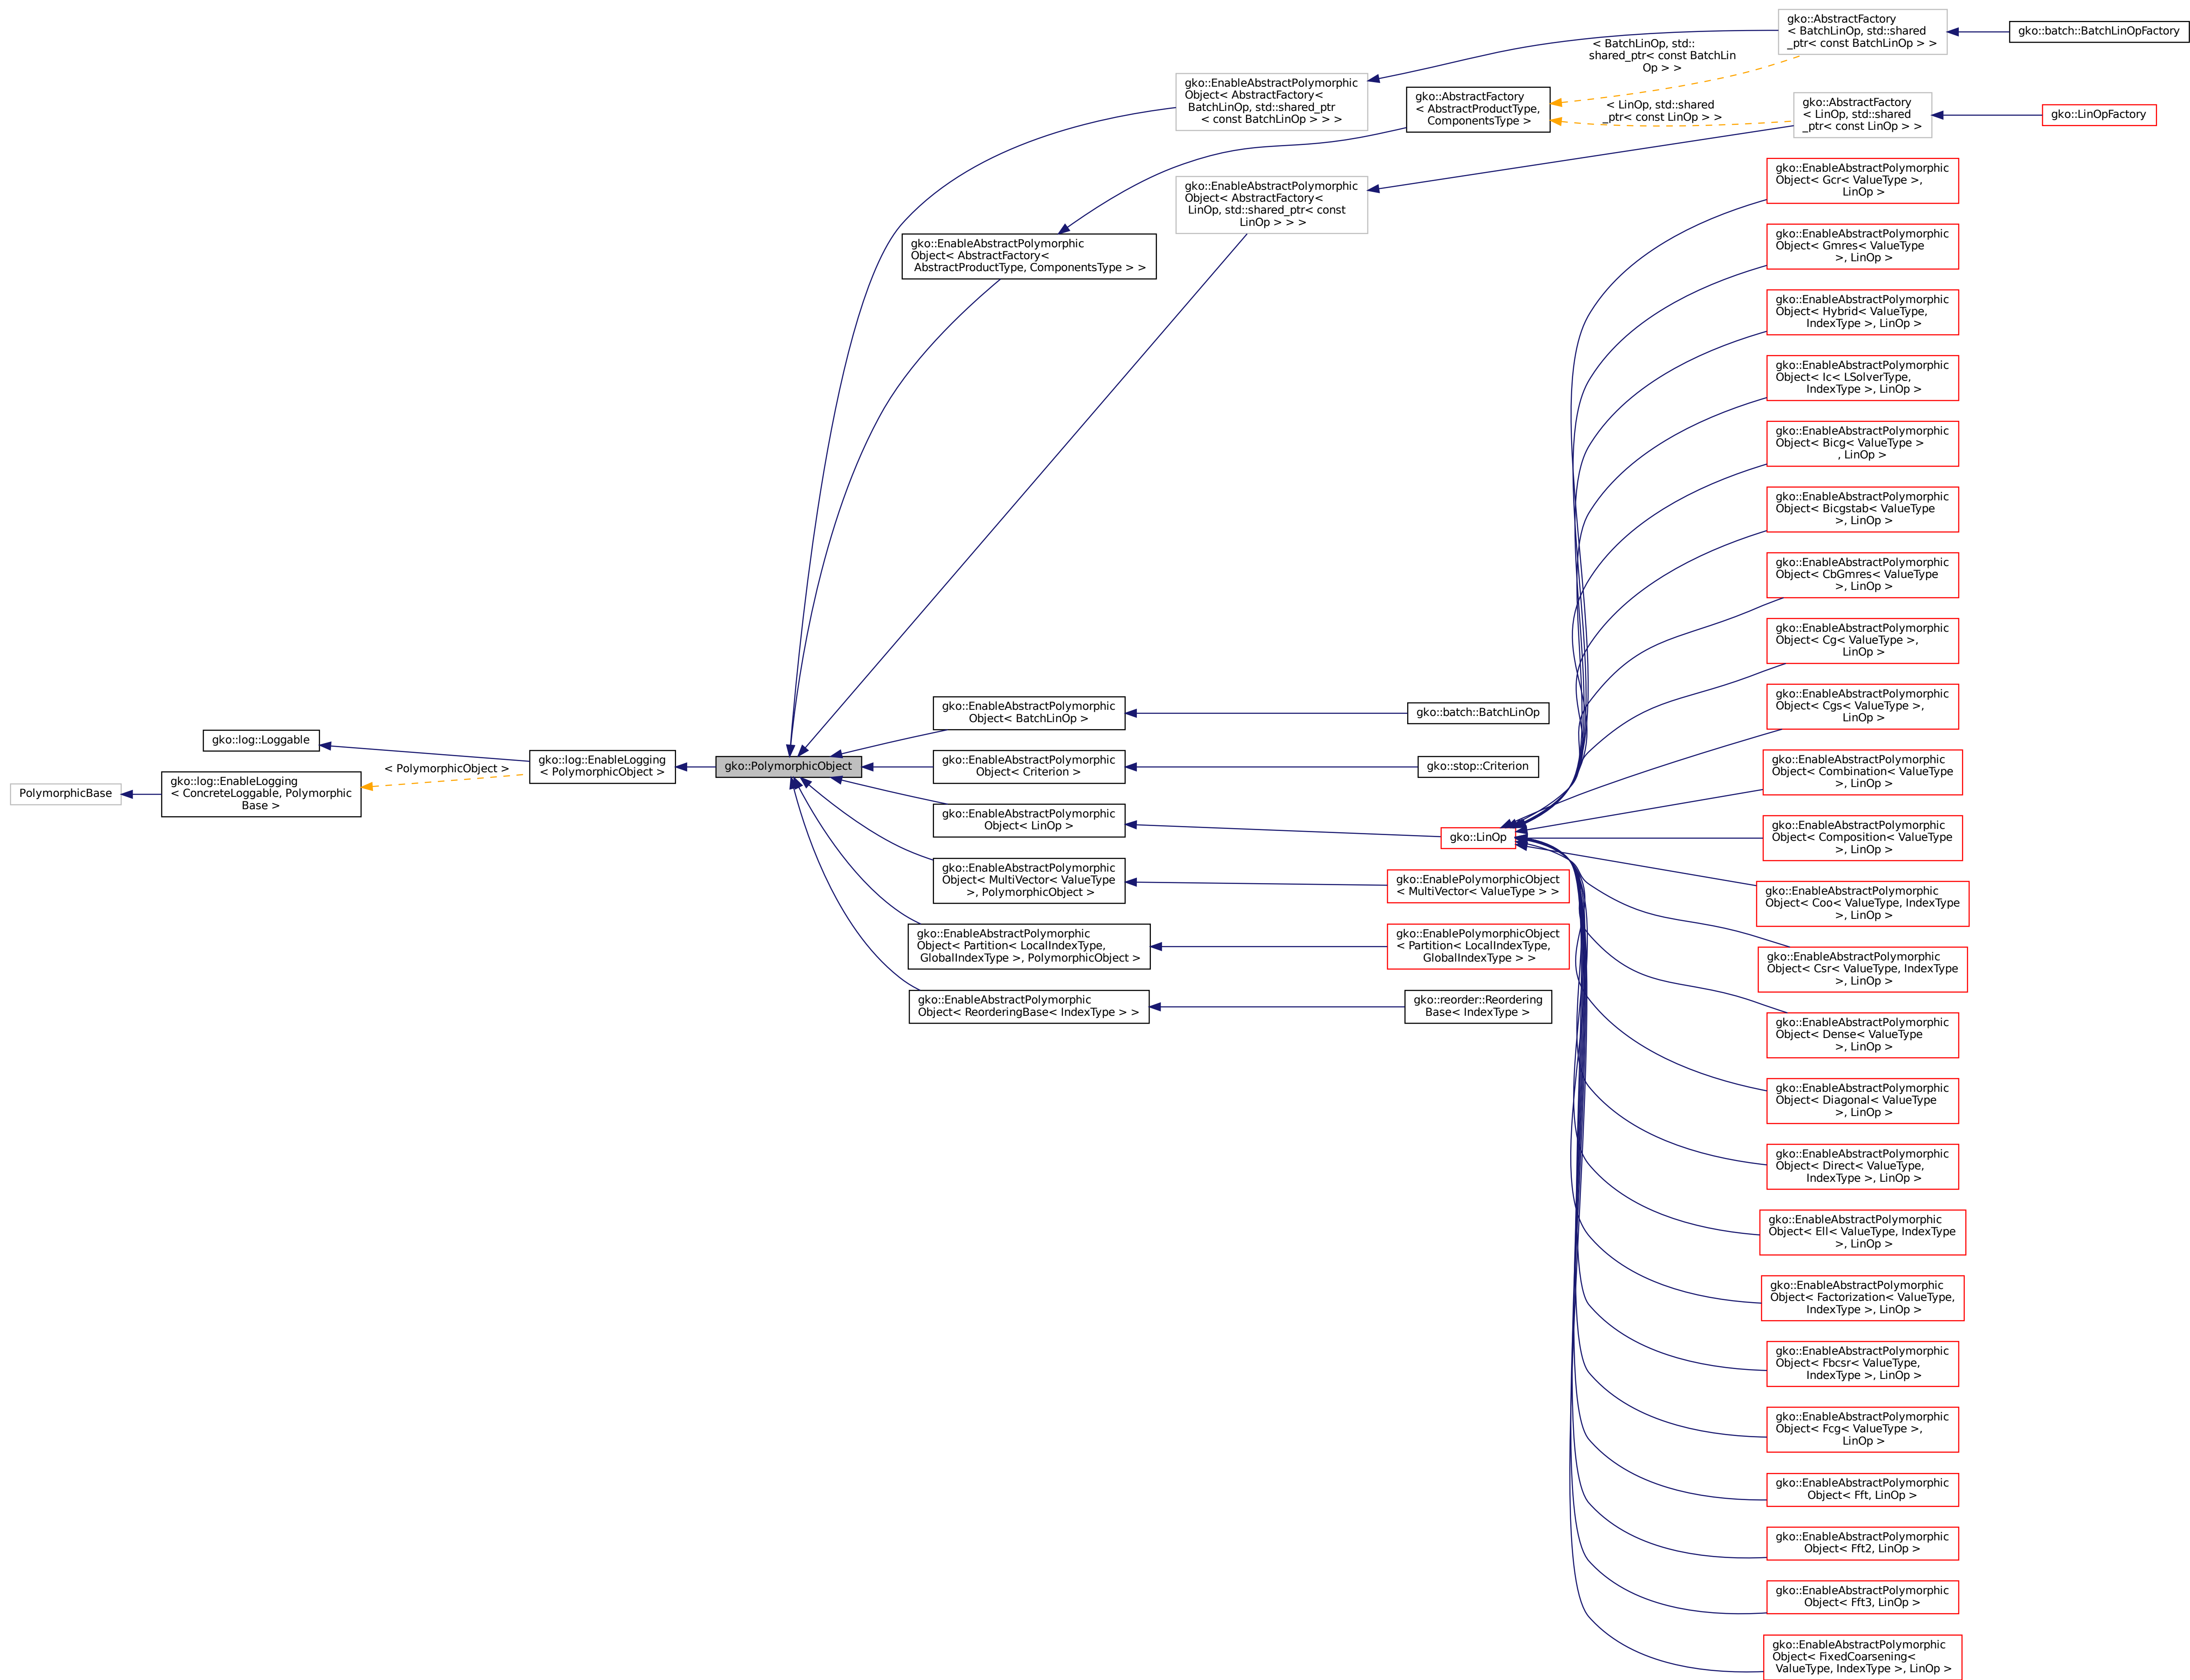 PolymorphicBase
gko::log::Loggable
gko::log::EnableLogging
< ConcreteLoggable, Polymorphic
Base >
< PolymorphicObject >
gko::log::EnableLogging
< PolymorphicObject >
gko::PolymorphicObject
gko::EnableAbstractPolymorphic
Object< AbstractFactory<
AbstractProductType, ComponentsType > >
gko::EnableAbstractPolymorphic
Object< BatchLinOp >
gko::EnableAbstractPolymorphic
Object< Criterion >
gko::EnableAbstractPolymorphic
Object< LinOp >
gko::EnableAbstractPolymorphic
Object< MultiVector< ValueType
>, PolymorphicObject >
gko::EnableAbstractPolymorphic
Object< Partition< LocalIndexType,
GlobalIndexType >, PolymorphicObject >
gko::EnableAbstractPolymorphic
Object< ReorderingBase< IndexType > >
gko::EnableAbstractPolymorphic
Object< AbstractFactory<
BatchLinOp, std::shared_ptr
< const BatchLinOp > > >
gko::EnableAbstractPolymorphic
Object< AbstractFactory<
LinOp, std::shared_ptr< const
LinOp > > >
gko::AbstractFactory
< AbstractProductType,
ComponentsType >
gko::batch::BatchLinOp
gko::stop::Criterion
gko::LinOp
gko::EnablePolymorphicObject
< MultiVector< ValueType > >
gko::EnablePolymorphicObject
< Partition< LocalIndexType,
GlobalIndexType > >
gko::reorder::Reordering
Base< IndexType >
< BatchLinOp, std::
shared_ptr< const BatchLin
Op > >
< LinOp, std::shared
_ptr< const LinOp > >
gko::AbstractFactory
< BatchLinOp, std::shared
_ptr< const BatchLinOp > >
gko::batch::BatchLinOpFactory
gko::AbstractFactory
< LinOp, std::shared
_ptr< const LinOp > >
gko::LinOpFactory
gko::EnableAbstractPolymorphic
Object< Gcr< ValueType >,
LinOp >
gko::EnableAbstractPolymorphic
Object< Gmres< ValueType
>, LinOp >
gko::EnableAbstractPolymorphic
Object< Hybrid< ValueType,
IndexType >, LinOp >
gko::EnableAbstractPolymorphic
Object< Ic< LSolverType,
IndexType >, LinOp >
gko::EnableAbstractPolymorphic
Object< Bicg< ValueType >
, LinOp >
gko::EnableAbstractPolymorphic
Object< Bicgstab< ValueType
>, LinOp >
gko::EnableAbstractPolymorphic
Object< CbGmres< ValueType
>, LinOp >
gko::EnableAbstractPolymorphic
Object< Cg< ValueType >,
LinOp >
gko::EnableAbstractPolymorphic
Object< Cgs< ValueType >,
LinOp >
gko::EnableAbstractPolymorphic
Object< Combination< ValueType
>, LinOp >
gko::EnableAbstractPolymorphic
Object< Composition< ValueType
>, LinOp >
gko::EnableAbstractPolymorphic
Object< Coo< ValueType, IndexType
>, LinOp >
gko::EnableAbstractPolymorphic
Object< Csr< ValueType, IndexType
>, LinOp >
gko::EnableAbstractPolymorphic
Object< Dense< ValueType
>, LinOp >
gko::EnableAbstractPolymorphic
Object< Diagonal< ValueType
>, LinOp >
gko::EnableAbstractPolymorphic
Object< Direct< ValueType,
IndexType >, LinOp >
gko::EnableAbstractPolymorphic
Object< Ell< ValueType, IndexType
>, LinOp >
gko::EnableAbstractPolymorphic
Object< Factorization< ValueType,
IndexType >, LinOp >
gko::EnableAbstractPolymorphic
Object< Fbcsr< ValueType,
IndexType >, LinOp >
gko::EnableAbstractPolymorphic
Object< Fcg< ValueType >,
LinOp >
gko::EnableAbstractPolymorphic
Object< Fft, LinOp >
gko::EnableAbstractPolymorphic
Object< Fft2, LinOp >
gko::EnableAbstractPolymorphic
Object< Fft3, LinOp >
gko::EnableAbstractPolymorphic
Object< FixedCoarsening<
ValueType, IndexType >, LinOp >